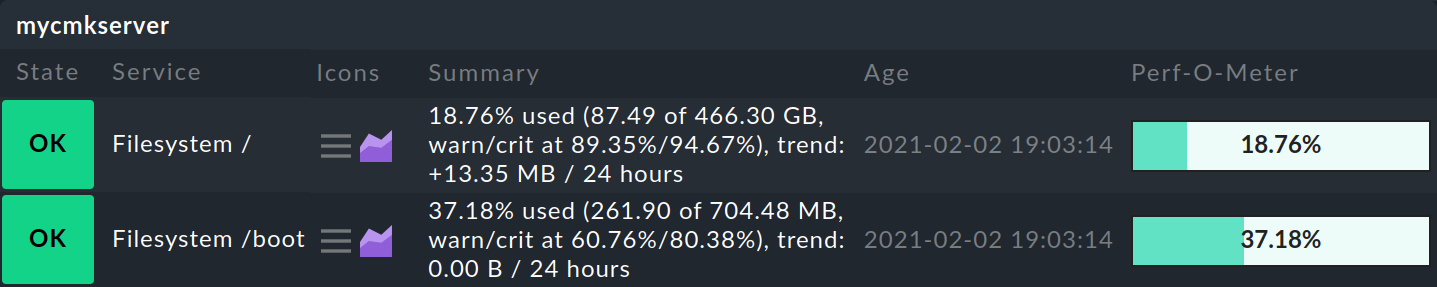 mycmkserver
State Service Icons Summary Age Perf-O-Meter
OK Filesystem / 18.76% used (87.49 of 466.30 GB,
warn/crit at 89.35%/94.67%), trend:
+13.35 MB / 24 hours 2021-02-02 19:03:14 18.76%
OK Filesystem /boot 37.18% used (261.90 of 704.48 MB,
warn/crit at 60.76%/80.38%), trend:
0.00 B / 24 hours 2021-02-02 19:03:14 37.18%